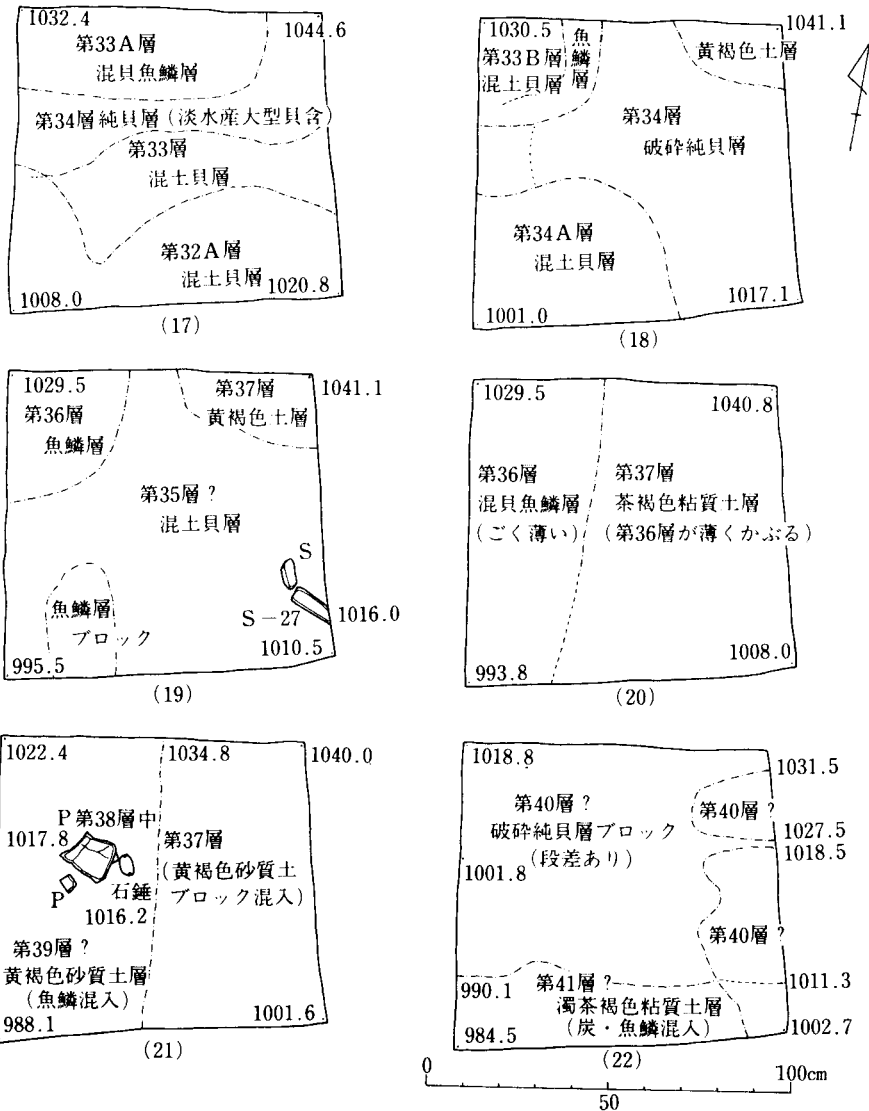 1032.4
1044.6
第33A層
混貝魚鱗層
第34層純貝層(淡水産大型貝含)
第33層
混土貝層
第32A層
混土貝層
1008.0
1020.8
(17)
1030.5
1041.1
第33B層
混土貝層
魚鱗層
黄褐色土層
第34層
破砕純貝層
第34A層
混土貝層
1001.0
1017.1
(18)
1029.5
1041.1
第36層
魚鱗層
第37層
黄褐色土層
第35層?
混土貝層
S
S-27
1016.0
魚鱗層
ブロック
995.5
1010.5
(19)
1029.5
1040.8
第36層
混貝魚鱗層
(ごく薄い)
第37層
茶褐色粘質土層
(第36層が薄くかぶる)
993.8
1008.0
(20)
1022.4
1034.8
1040.0
P 第38層中
1017.8
P
石錘
1016.2
第37層
(黄褐色砂質土
ブロック混入)
第39層?
黄褐色砂質土層
(魚鱗混入)
988.1
1001.6
(21)
1018.8
1031.5
第40層?
破砕純貝層ブロック
(段差あり)
第40層?
1027.5
1018.5
1001.8
第40層?
990.1
第41層?
濁茶褐色粘質土層
(炭・魚鱗混入)
1011.3
984.5
1002.7
(22)
0
50
100cm